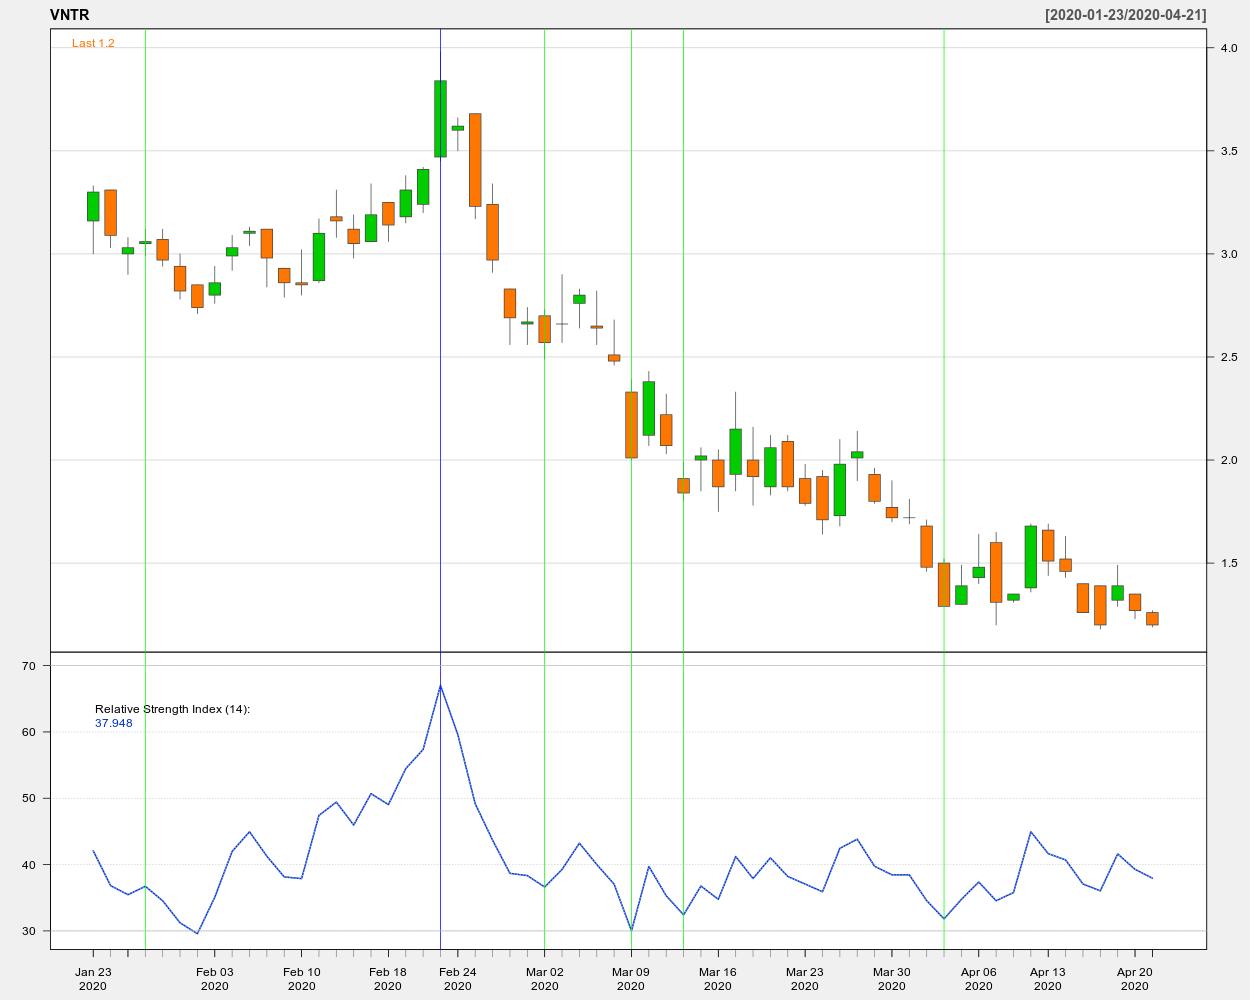 VNTR
[2020-01-23/2020-04-21]
Last 1.2
4.0
3.5
3.0
2.5
2.0
1.5
Relative Strength Index (14):
37.948
70
60
50
40
30
Jan 23 Feb 03 Feb 10 Feb 18 Feb 24 Mar 02 Mar 09 Mar 16 Mar 23 Mar 30 Apr 06 Apr 13 Apr 20
2020 2020 2020 2020 2020 2020 2020 2020 2020 2020 2020 2020 2020